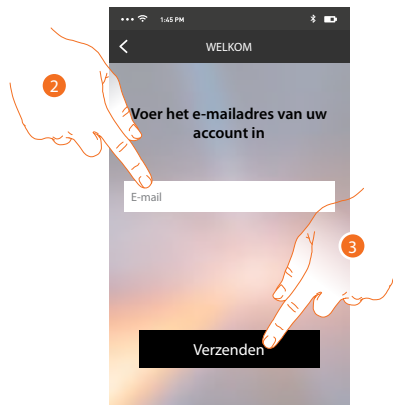 1:45 PM
WELKOM
2
Voer het e-mailadres van uw
account in
E-mail
3
Verzenden